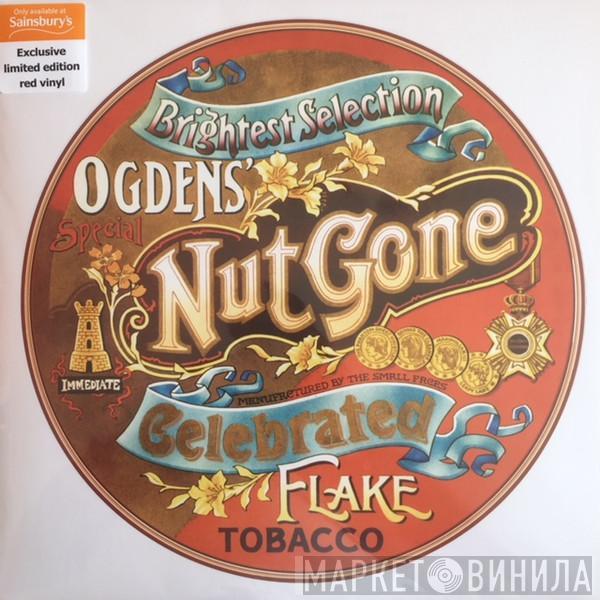 Only available at
Sainsbury's
Exclusive
limited edition
red vinyl
Brightest Selection
OGDENS'
Special
Nut Gone
IMMEDIATE
MANUFACTURED BY THE SMALL FACES
Celebrated
FLAKE
TOBACCO
МАРКЕТ ВИНИЛА